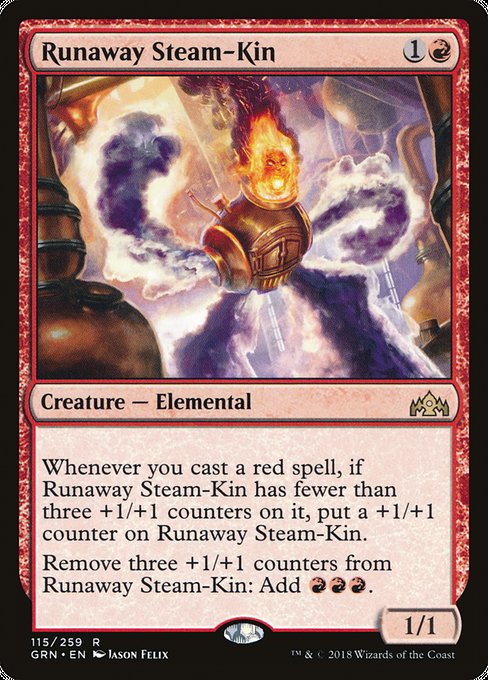 Runaway Steam-Kin 1
Creature — Elemental
Whenever you cast a red spell, if
Runaway Steam-Kin has fewer than
three +1/+1 counters on it, put a +1/+1
counter on Runaway Steam-Kin.
Remove three +1/+1 counters from
Runaway Steam-Kin: Add.
1/1
115/259 R
GRN • EN Jason Felix
™ & © 2018 Wizards of the Coast